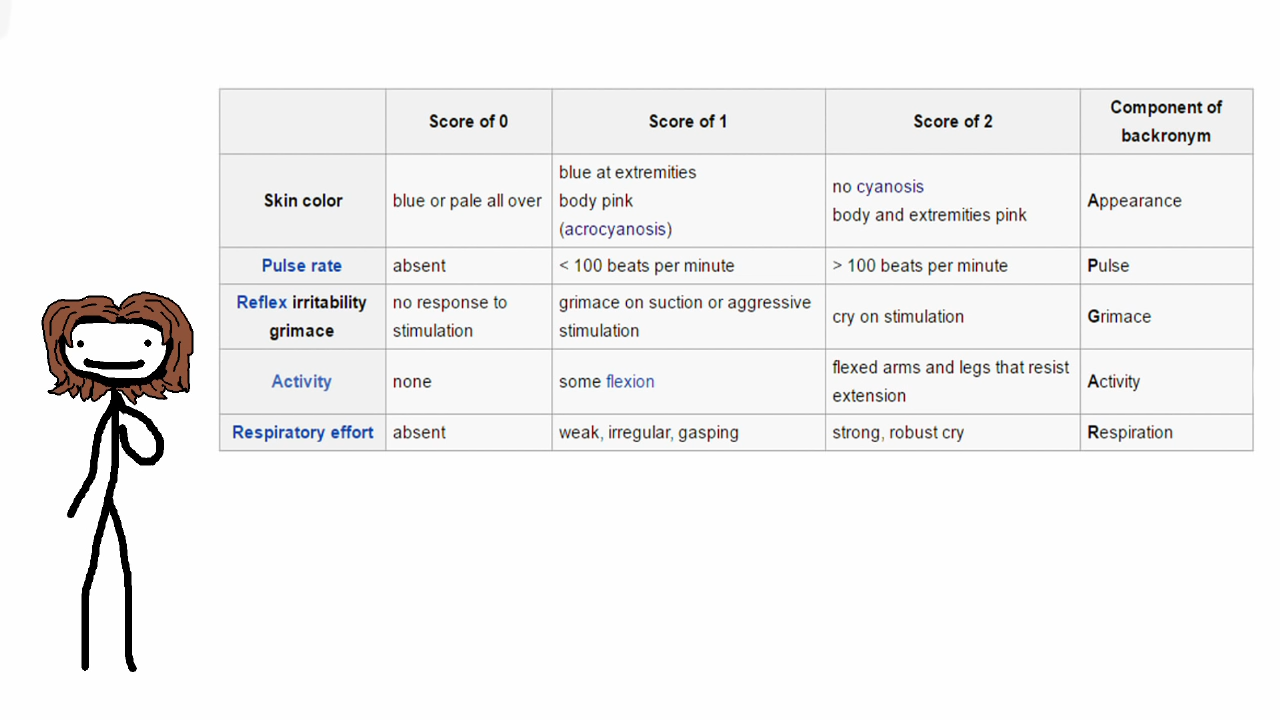 Score of 0 Score of 1 Score of 2 Component of
backronym
Skin color blue or pale all over blue at extremities
body pink
(acrocyanosis) no cyanosis
body and extremities pink Appearance
Pulse rate absent < 100 beats per minute > 100 beats per minute Pulse
Reflex irritability
grimace no response to
stimulation grimace on suction or aggressive
stimulation cry on stimulation Grimace
Activity none some flexion flexed arms and legs that resist
extension Activity
Respiratory effort absent weak, irregular, gasping strong, robust cry Respiration